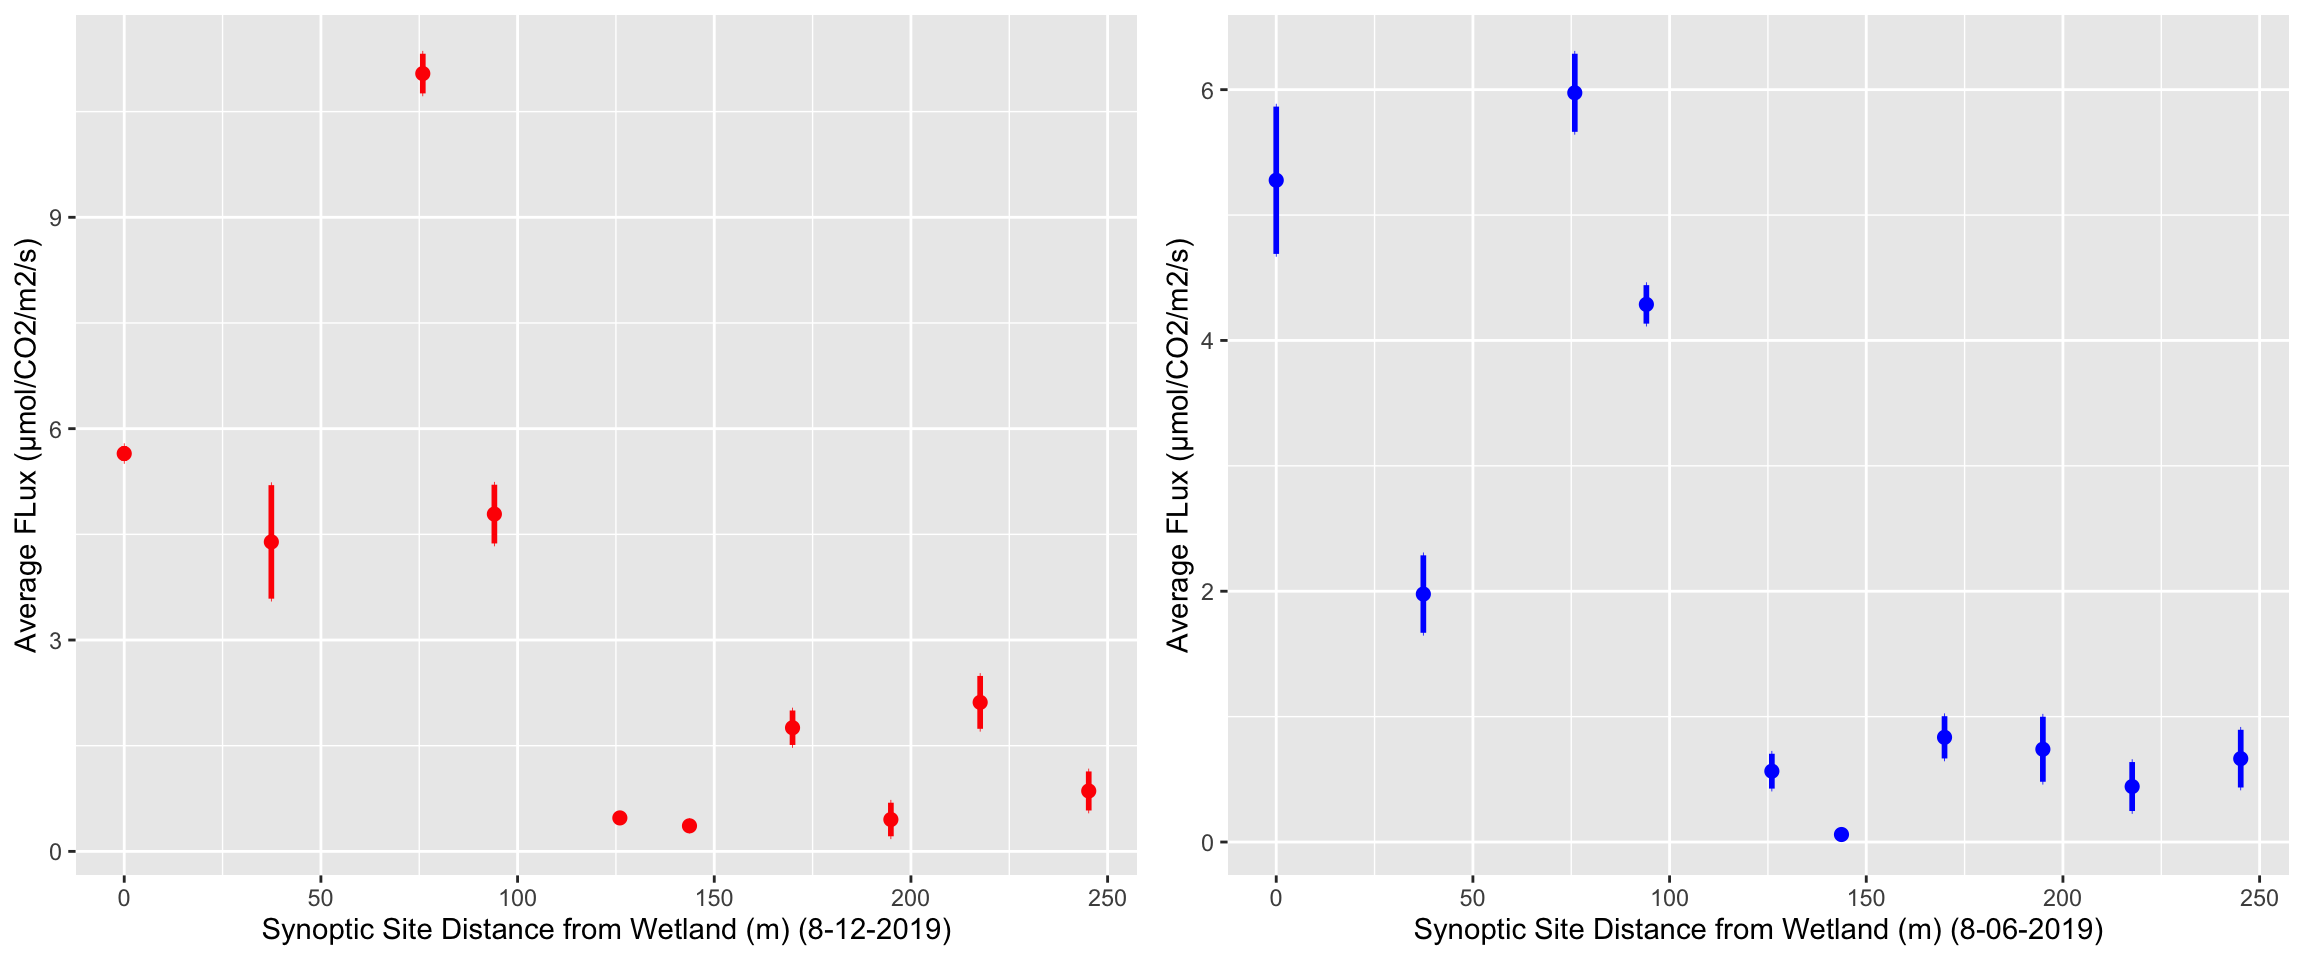 Average FLux (μmol/CO2/m2/s)
9
6
3
0
0 50 100 150 200 250
Synoptic Site Distance from Wetland (m) (8-12-2019)
Average FLux (μmol/CO2/m2/s)
6
4
2
0
0 50 100 150 200 250
Synoptic Site Distance from Wetland (m) (8-06-2019)